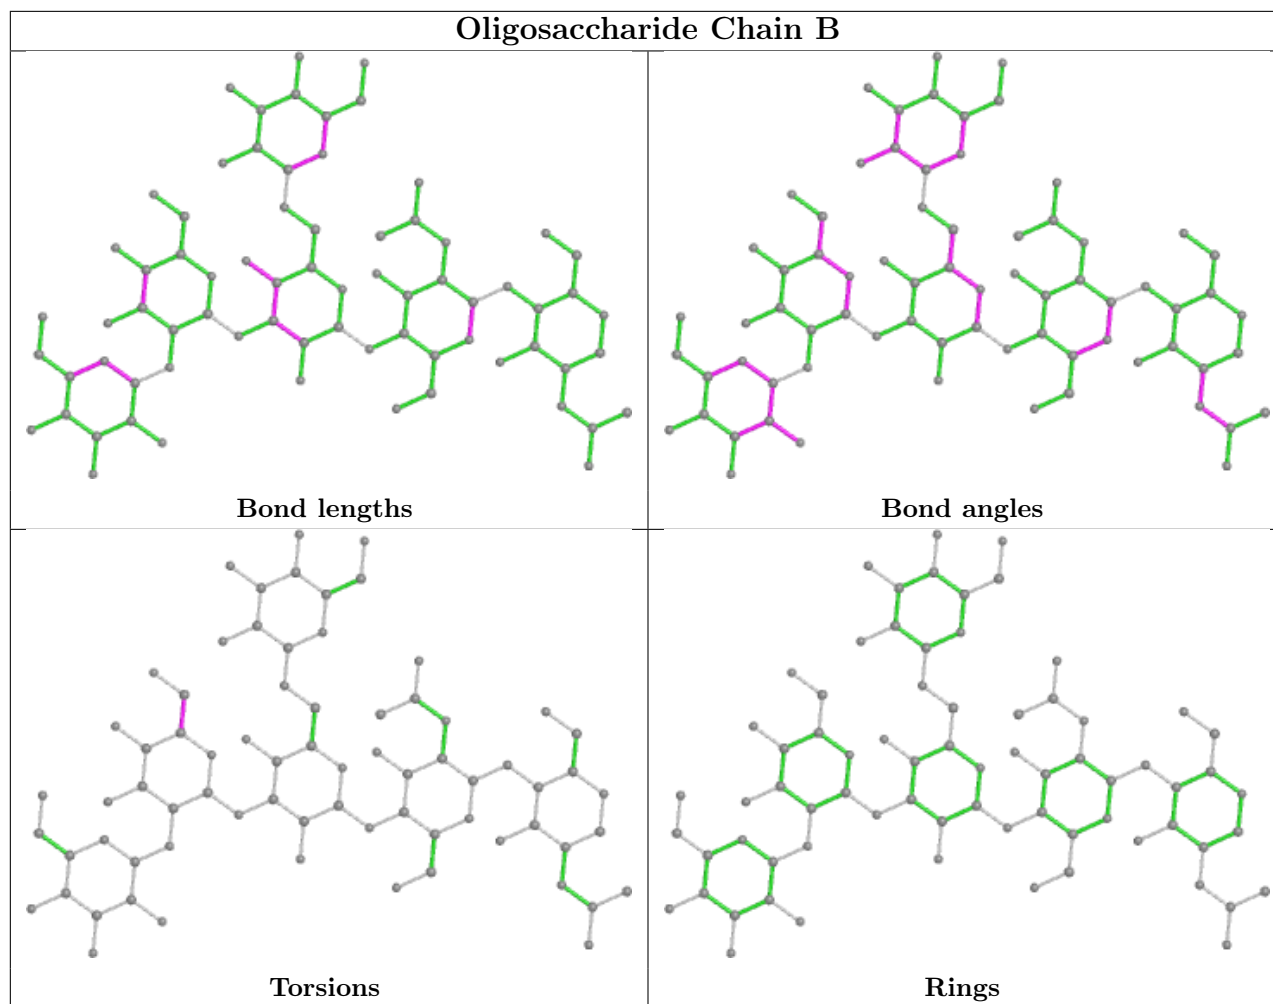 Oligosaccharide Chain B
Bond lengths
Bond angles
Torsions
Rings